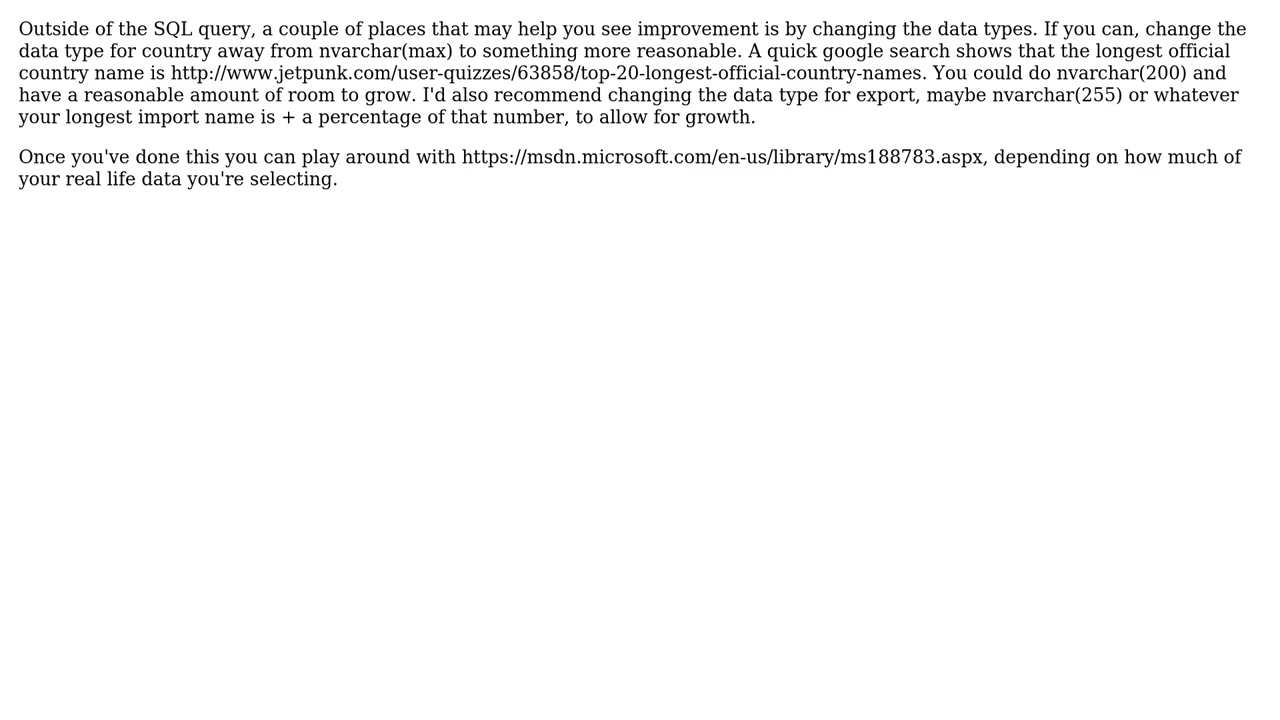 Outside of the SQL query, a couple of places that may help you see improvement is by changing the data types. If you can, change the
data type for country away from nvarchar(max) to something more reasonable. A quick google search shows that the longest official
country name is http://www.jetpunk.com/user-quizzes/63858/top-20-longest-official-country-names. You could do nvarchar(200) and
have a reasonable amount of room to grow. I'd also recommend changing the data type for export, maybe nvarchar(255) or whatever
your longest import name is + a percentage of that number, to allow for growth.
Once you've done this you can play around with https://msdn.microsoft.com/en-us/library/ms188783.aspx, depending on how much of
your real life data you're selecting.